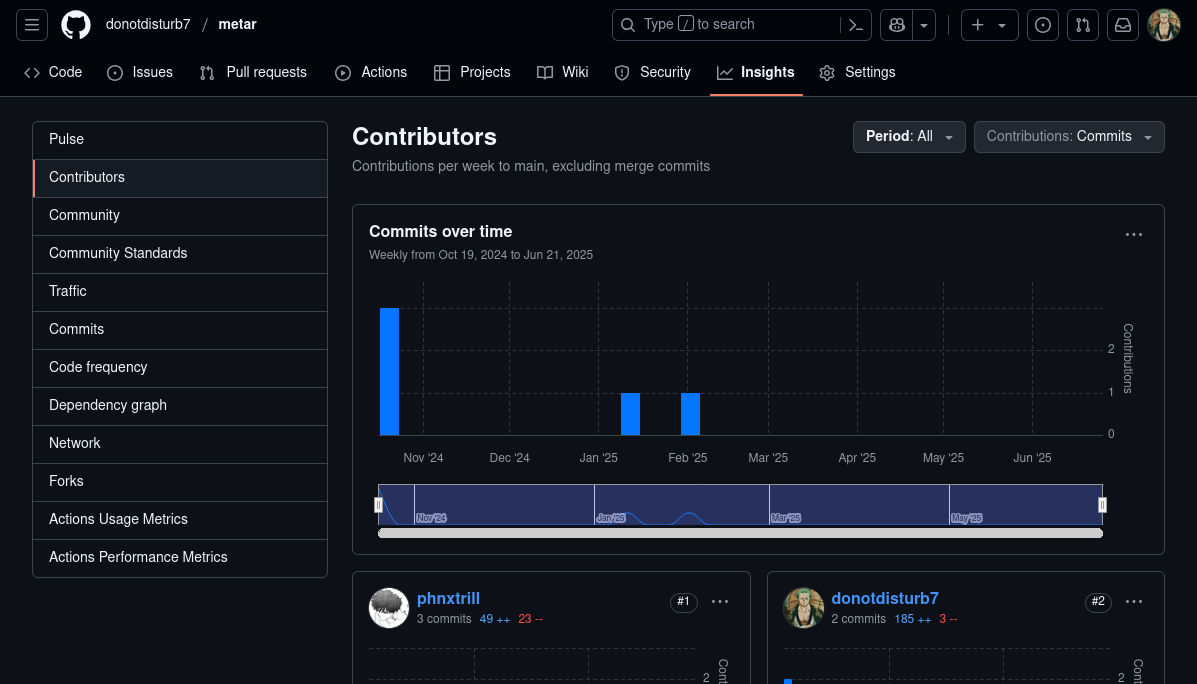 donotdisturb7 / metar
Type / to search
Code Issues Pull requests Actions Projects Wiki Security Insights Settings
Pulse
Contributors
Community
Community Standards
Traffic
Commits
Code frequency
Dependency graph
Network
Forks
Actions Usage Metrics
Actions Performance Metrics
Contributors
Period: All
Contributions: Commits
Contributions per week to main, excluding merge commits
Commits over time
Weekly from Oct 19, 2024 to Jun 21, 2025
2
1
0
Contributions
Nov '24 Dec '24 Jan '25 Feb '25 Mar '25 Apr '25 May '25 Jun '25
Nov '24 Jan '25 Mar '25 May '25
phnxtrill
#1
3 commits 49 ++ 23 --
2
donotdisturb7
#2
2 commits 185 ++ 3 --
2